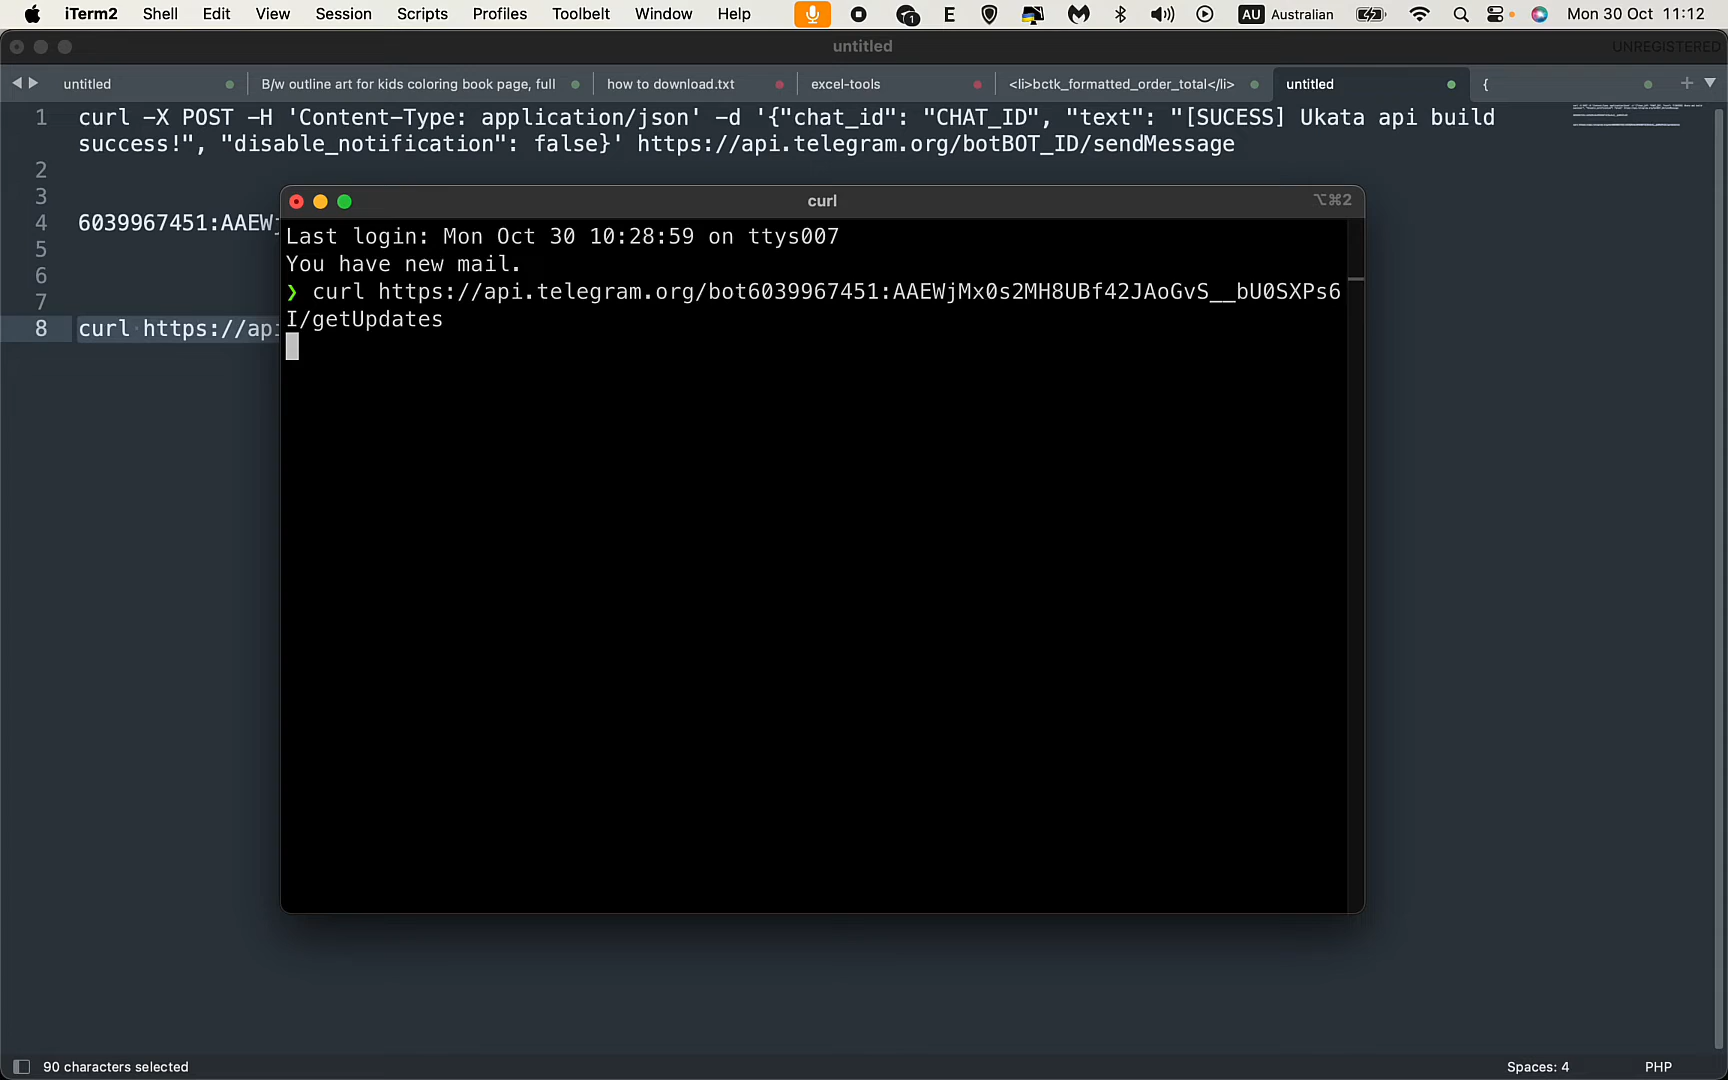 iTerm2 Shell Edit View Session Scripts Profiles Toolbelt Window Help 1 E AU Australian Mon 30 Oct 11:12
untitled UNREGISTERED
untitled B/w outline art for kids coloring book page, full how to download.txt excel-tools <li>bctk_formatted_order_total</li> untitled {
1 curl -X POST -H 'Content-Type: application/json' -d '{"chat_id": "CHAT_ID", "text": "[SUCESS] Ukata api build
success!", "disable_notification": false}' https://api.telegram.org/botBOT_ID/sendMessage
2
3
4 6039967451:AAEWj
5
6
7
8 curl https://api
curl ⌥⌘2
Last login: Mon Oct 30 10:28:59 on ttys007
You have new mail.
❯ curl https://api.telegram.org/bot6039967451:AAEWjMx0s2MH8UBf42JAoGvS__bU0SXPs6
I/getUpdates
90 characters selected Spaces: 4 PHP